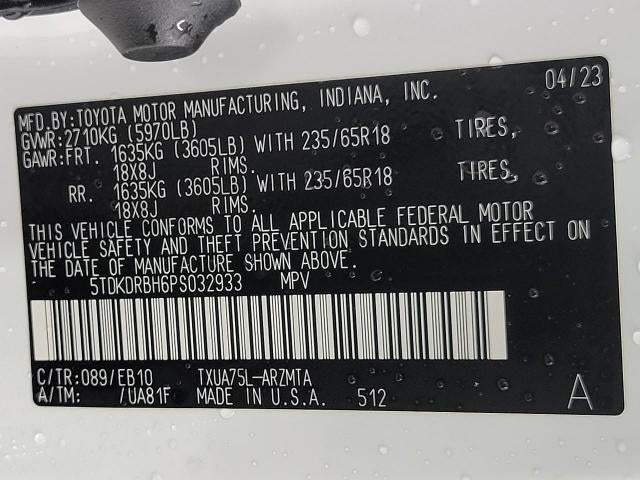 04/23
MFD.BY:TOYOTA MOTOR MANUFACTURING, INDIANA, INC.
GVWR:2710KG (5970LB)
GAWR:FRT. 1635KG (3605LB) WITH 235/65R18 TIRES,
18X8J RIMS.
RR. 1635KG (3605LB) WITH 235/65R18 TIRES,
18X8J RIMS.
THIS VEHICLE CONFORMS TO ALL APPLICABLE FEDERAL MOTOR
VEHICLE SAFETY AND THEFT PREVENTION STANDARDS IN EFFECT ON
THE DATE OF MANUFACTURE SHOWN ABOVE.
5TDKDRBH6PS032933 MPV
C/TR:089/EB10 TXUA75L-ARZMTA
A/TM: /UA81F MADE IN U.S.A. 512 A